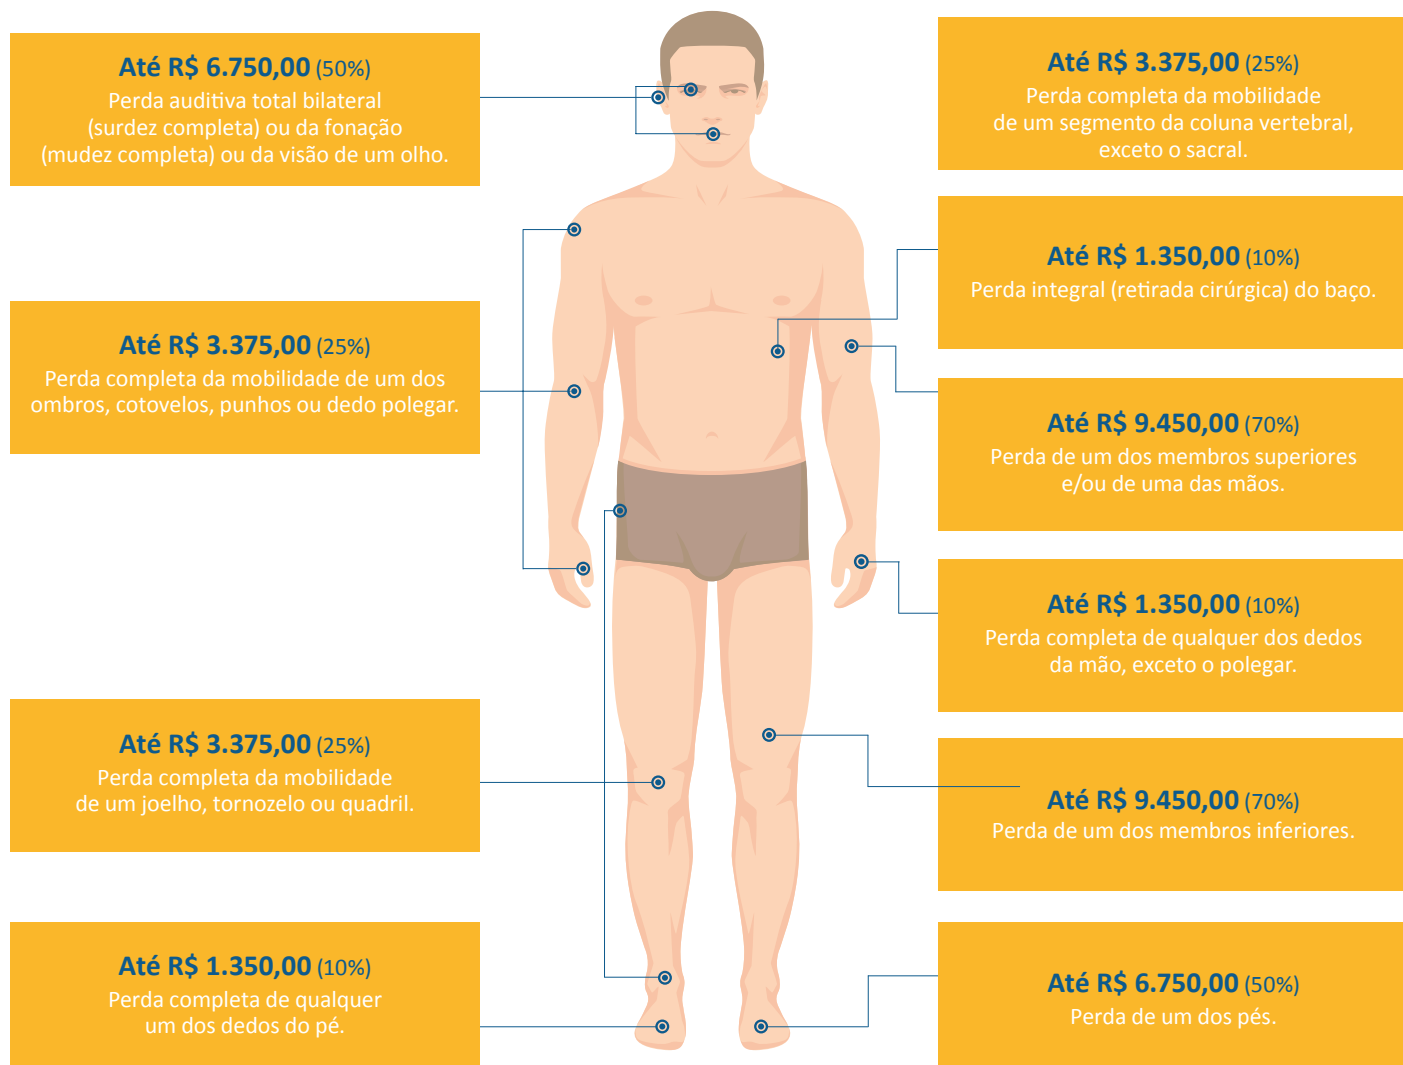 Até R$ 6.750,00 (50%)
Perda auditiva total bilateral
(surdez completa) ou da fonação
(mudez completa) ou da visão de um olho.
Até R$ 3.375,00 (25%)
Perda completa da mobilidade de um dos
ombros, cotovelos, punhos ou dedo polegar.
Até R$ 3.375,00 (25%)
Perda completa da mobilidade
de um joelho, tornozelo ou quadril.
Até R$ 1.350,00 (10%)
Perda completa de qualquer
um dos dedos do pé.
Até R$ 3.375,00 (25%)
Perda completa da mobilidade
de um segmento da coluna vertebral,
exceto o sacral.
Até R$ 1.350,00 (10%)
Perda integral (retirada cirúrgica) do baço.
Até R$ 9.450,00 (70%)
Perda de um dos membros superiores
e/ou de uma das mãos.
Até R$ 1.350,00 (10%)
Perda completa de qualquer dos dedos
da mão, exceto o polegar.
Até R$ 9.450,00 (70%)
Perda de um dos membros inferiores.
Até R$ 6.750,00 (50%)
Perda de um dos pés.